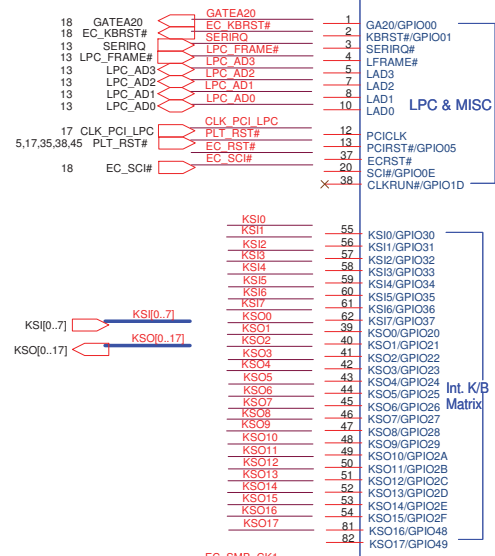 18 GATEA20 GATEA20 1 GA20/GPIO00
18 EC_KBRST# EC_KBRST# 2 KBRST#/GPIO01
13 SERIRQ SERIRQ 3 SERIRQ#
13 LPC_FRAME# LPC_FRAME# 4 LFRAME#
13 LPC_AD3 LPC_AD3 5 LAD3
13 LPC_AD2 LPC_AD2 7 LAD2
13 LPC_AD1 LPC_AD1 8 LAD1
13 LPC_AD0 LPC_AD0 10 LAD0
LPC & MISC
17 CLK_PCI_LPC CLK_PCI_LPC 12 PCICLK
5,17,35,38,45 PLT_RST# PLT_RST# 13 PCIRST#/GPIO05
EC_RST# 37 ECRST#
18 EC_SCI# EC_SCI# 20 SCI#/GPIO0E
38 CLKRUN#/GPIO1D
KSI0 55 KSI0/GPIO30
KSI1 56 KSI1/GPIO31
KSI2 57 KSI2/GPIO32
KSI3 58 KSI3/GPIO33
KSI4 59 KSI4/GPIO34
KSI5 60 KSI5/GPIO35
KSI6 61 KSI6/GPIO36
KSI7 62 KSI7/GPIO37
KSI[0..7] KSI[0..7]
KSO[0..17] KSO[0..17]
KSO0 39 KSO0/GPIO20
KSO1 40 KSO1/GPIO21
KSO2 41 KSO2/GPIO22
KSO3 42 KSO3/GPIO23
KSO4 43 KSO4/GPIO24
KSO5 44 KSO5/GPIO25
KSO6 45 KSO6/GPIO26
KSO7 46 KSO7/GPIO27
KSO8 47 KSO8/GPIO28
KSO9 48 KSO9/GPIO29
KSO10 49 KSO10/GPIO2A
KSO11 50 KSO11/GPIO2B
KSO12 51 KSO12/GPIO2C
KSO13 52 KSO13/GPIO2D
KSO14 53 KSO14/GPIO2E
KSO15 54 KSO15/GPIO2F
KSO16 81 KSO16/GPIO48
KSO17 82 KSO17/GPIO49
Int. K/B
Matrix
EC_SMB_CK1